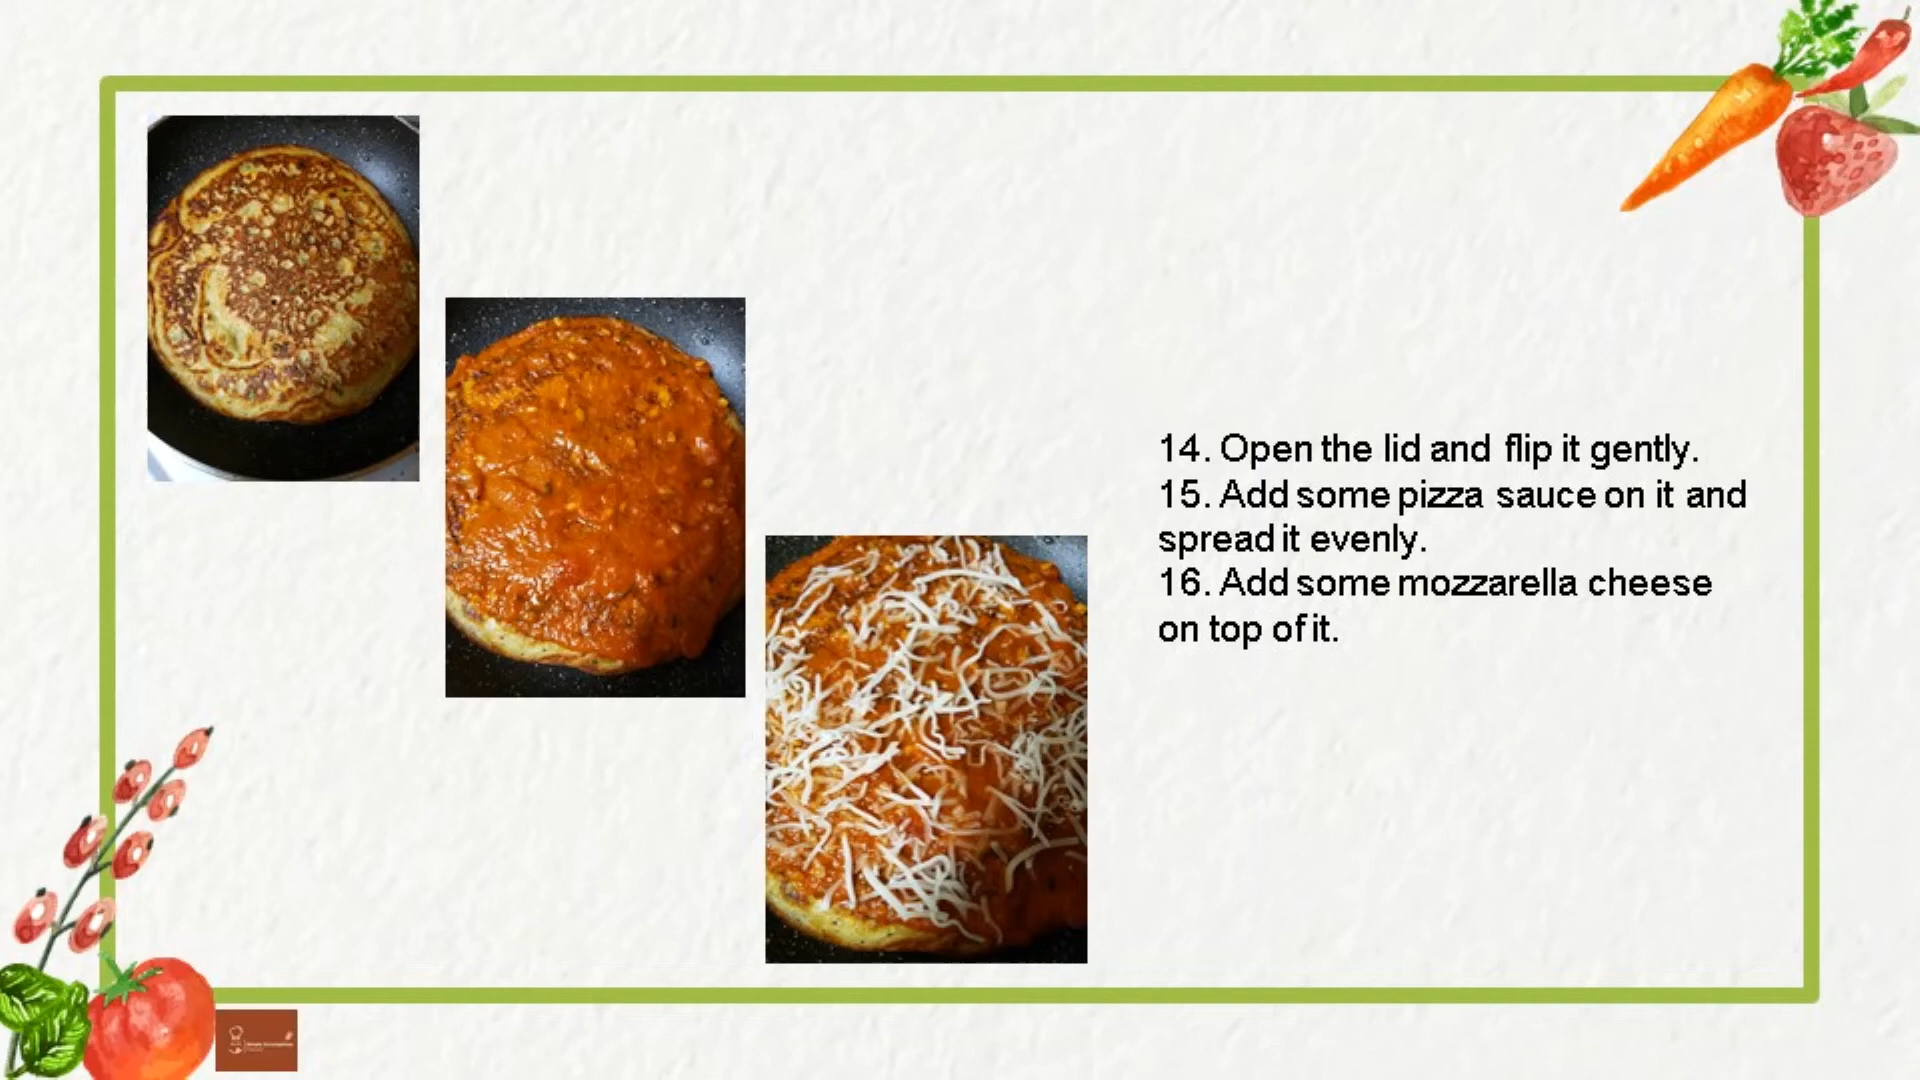 14. Open the lid and flip it gently.
15. Add some pizza sauce on it and
spread it evenly.
16. Add some mozzarella cheese
on top of it.